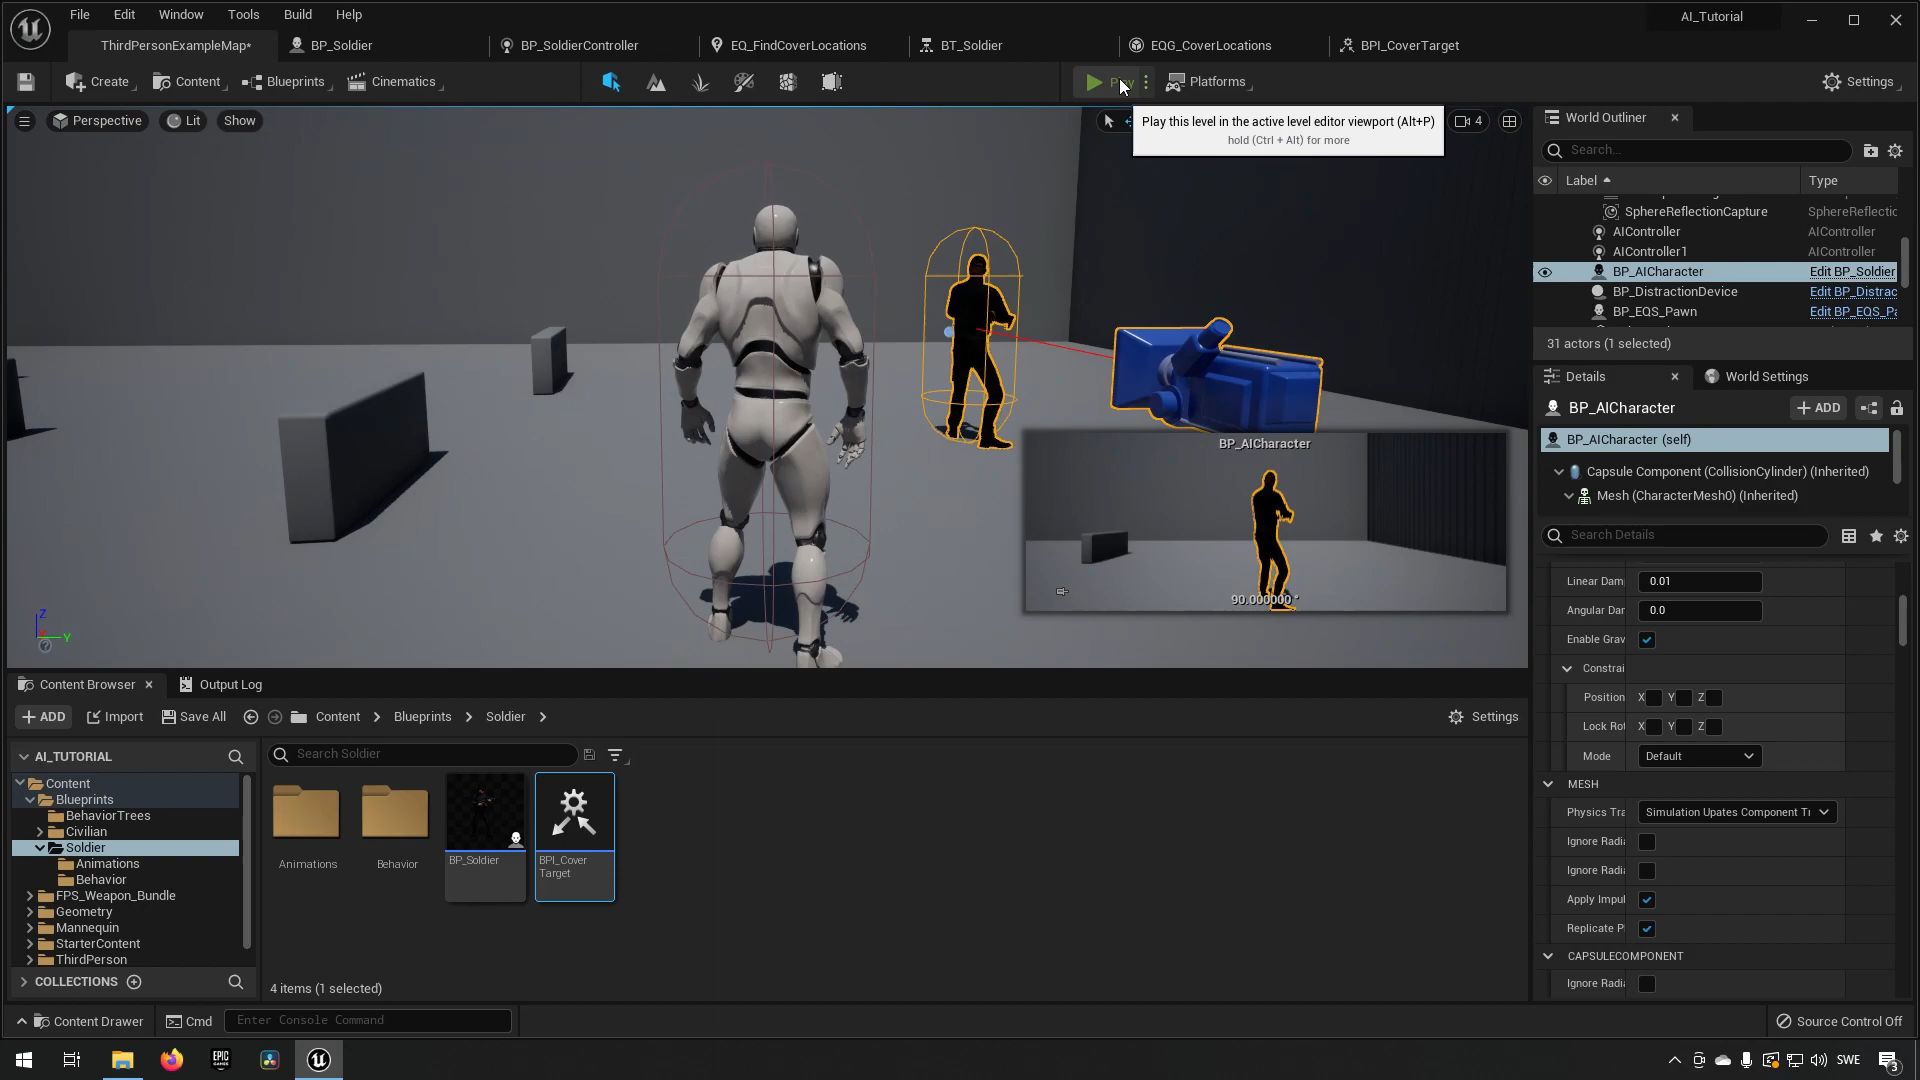 File Edit Window Tools Build Help
AI_Tutorial
ThirdPersonExampleMap*
BP_Soldier
BP_SoldierController
EQ_FindCoverLocations
BT_Soldier
EQG_CoverLocations
BPI_CoverTarget
Create
Content
Blueprints
Cinematics
Play
Platforms
Settings
Perspective
Lit
Show
Play this level in the active level editor viewport (Alt+P)
hold (Ctrl + Alt) for more
4
World Outliner
Search...
Label
Type
SphereReflectionCapture SphereReflectic
AIController AIController
AIController1 AIController
BP_AICharacter Edit BP_Soldier
BP_DistractionDevice Edit BP_Distrac
BP_EQS_Pawn Edit BP_EQS_Pa
31 actors (1 selected)
Details
World Settings
BP_AICharacter
ADD
BP_AICharacter (self)
Capsule Component (CollisionCylinder) (Inherited)
Mesh (CharacterMesh0) (Inherited)
Search Details
Linear Dam 0.01
Angular Dar 0.0
Enable Grav
Constrai
Position X Y Z
Lock Rot X Y Z
Mode Default
MESH
Physics Tra Simulation Upates Component Tr
Ignore Radia
Ignore Radia
Apply Impul
Replicate P
CAPSULECOMPONENT
Ignore Radia
BP_AICharacter
90.000000 °
Z
Y
Content Browser
Output Log
ADD
Import
Save All
Content
Blueprints
Soldier
Settings
AI_TUTORIAL
Search Soldier
Content
Blueprints
BehaviorTrees
Civilian
Soldier
Animations
Behavior
FPS_Weapon_Bundle
Geometry
Mannequin
StarterContent
ThirdPerson
COLLECTIONS
Animations
Behavior
BP_Soldier
BPI_Cover
Target
4 items (1 selected)
Content Drawer
Cmd
Enter Console Command
Source Control Off
EPIC
GAMES
SWE
3